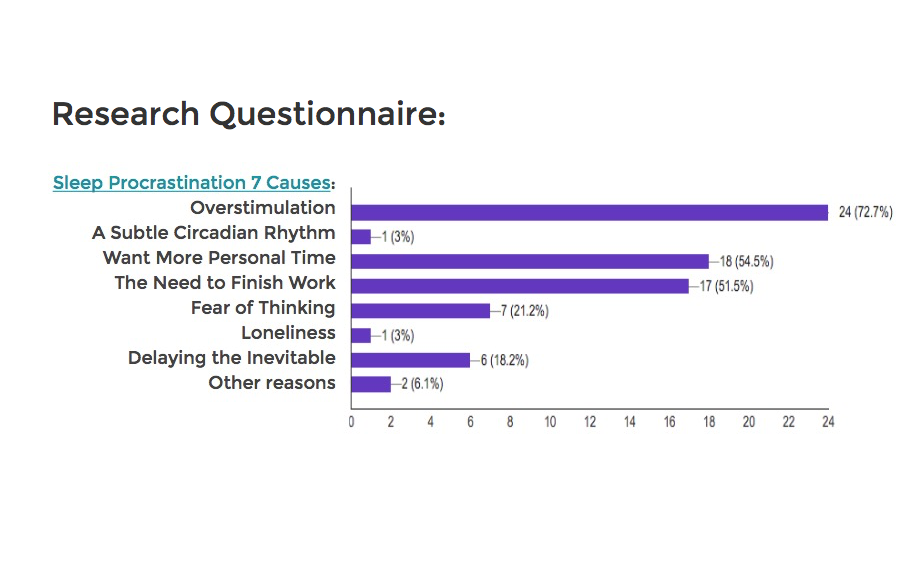 Research Questionnaire:
Sleep Procrastination 7 Causes:
Overstimulation 24 (72.7%)
A Subtle Circadian Rhythm 1 (3%)
Want More Personal Time 18 (54.5%)
The Need to Finish Work 17 (51.5%)
Fear of Thinking 7 (21.2%)
Loneliness 1 (3%)
Delaying the Inevitable 6 (18.2%)
Other reasons 2 (6.1%)
0 2 4 6 8 10 12 14 16 18 20 22 24